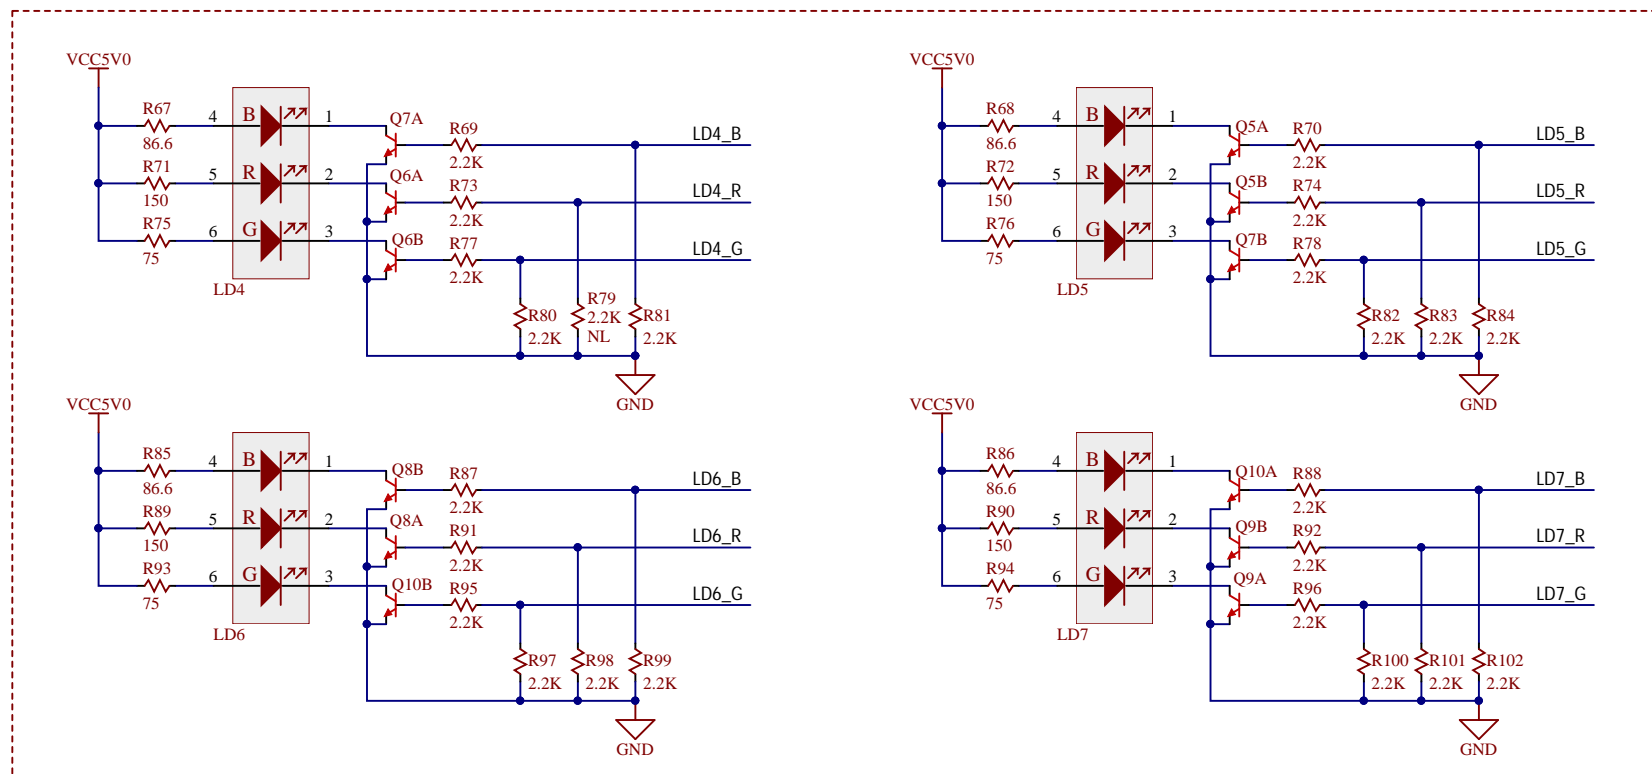 VCC5V0
R67
86.6
R71
150
R75
75
4
5
6
B
R
G
1
2
3
LD4
Q7A
Q6A
Q6B
R69
2.2K
R73
2.2K
R77
2.2K
LD4_B
LD4_R
LD4_G
R80
2.2K
R79
2.2K
NL
R81
2.2K
GND
VCC5V0
R68
86.6
R72
150
R76
75
4
5
6
B
R
G
1
2
3
LD5
Q5A
Q5B
Q7B
R70
2.2K
R74
2.2K
R78
2.2K
LD5_B
LD5_R
LD5_G
R82
2.2K
R83
2.2K
R84
2.2K
GND
VCC5V0
R85
86.6
R89
150
R93
75
4
5
6
B
R
G
1
2
3
LD6
Q8B
Q8A
Q10B
R87
2.2K
R91
2.2K
R95
2.2K
LD6_B
LD6_R
LD6_G
R97
2.2K
R98
2.2K
R99
2.2K
GND
VCC5V0
R86
86.6
R90
150
R94
75
4
5
6
B
R
G
1
2
3
LD7
Q10A
Q9B
Q9A
R88
2.2K
R92
2.2K
R96
2.2K
LD7_B
LD7_R
LD7_G
R100
2.2K
R101
2.2K
R102
2.2K
GND